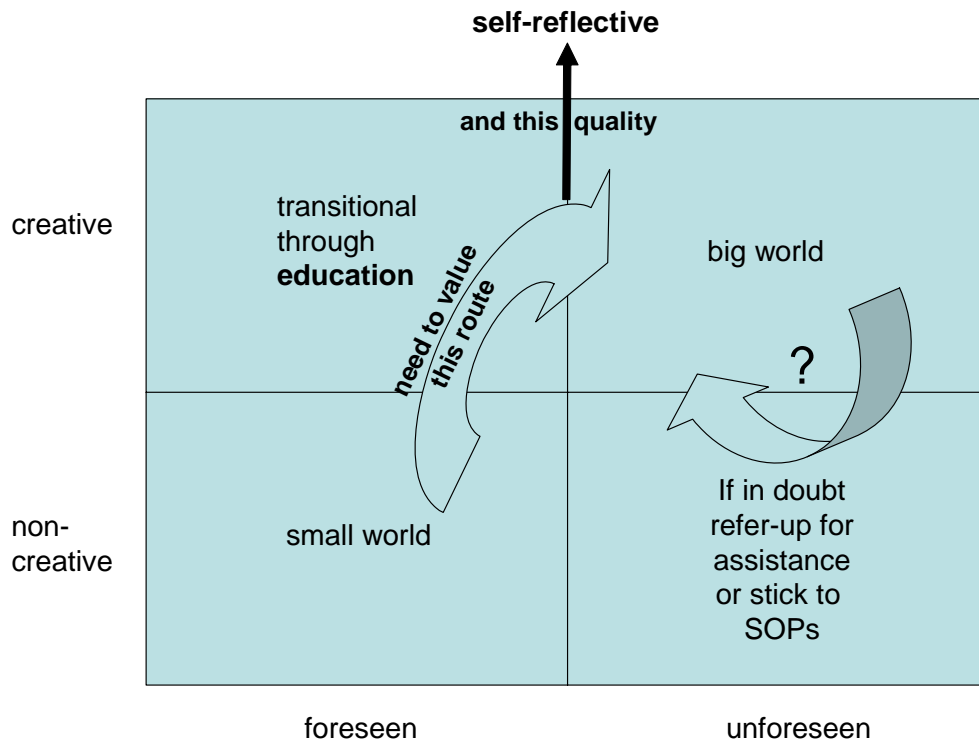 self-reflective
and this quality
creative
transitional
through
education
need to value
this route
big world
?
non-
creative
small world
If in doubt
refer-up for
assistance
or stick to
SOPs
foreseen
unforeseen